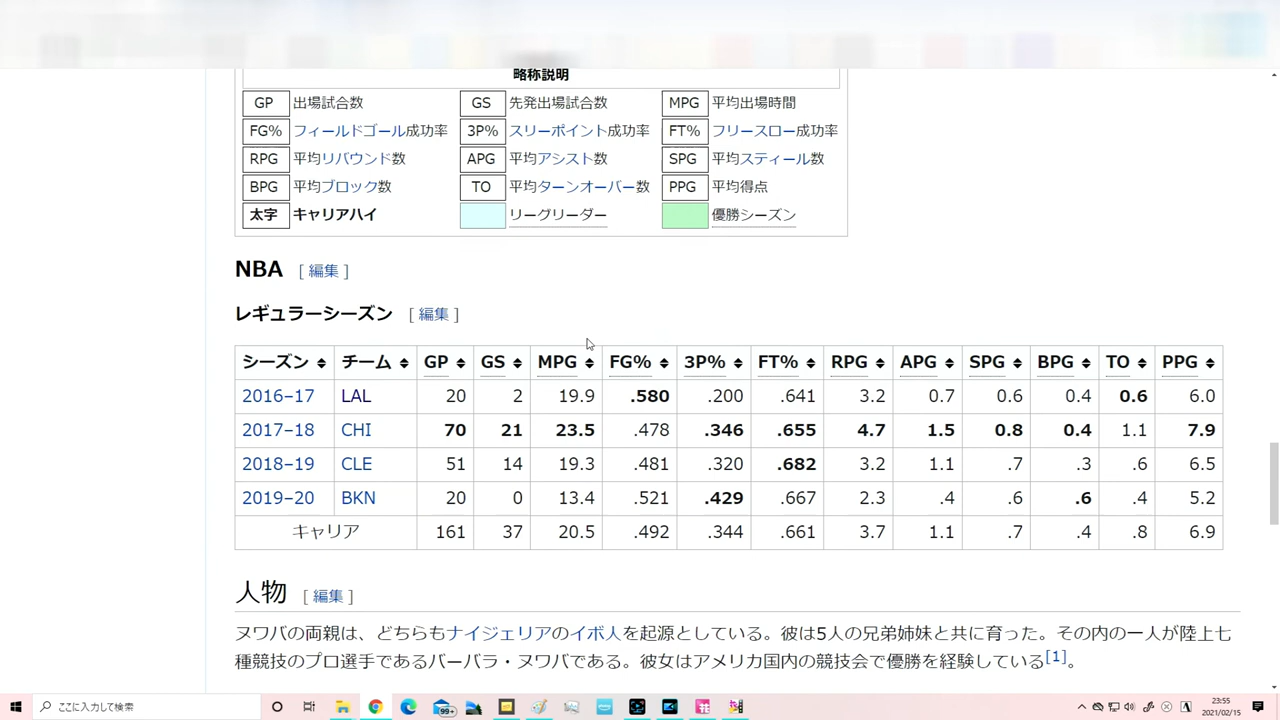 略称説明
GP 出場試合数 GS 先発出場試合数 MPG 平均出場時間
FG% フィールドゴール成功率 3P% スリーポイント成功率 FT% フリースロー成功率
RPG 平均リバウンド数 APG 平均アシスト数 SPG 平均スティール数
BPG 平均ブロック数 TO 平均ターンオーバー数 PPG 平均得点
太字 キャリアハイ リーグリーダー 優勝シーズン
NBA [ 編集 ]
レギュラーシーズン [ 編集 ]
シーズン チーム GP GS MPG FG% 3P% FT% RPG APG SPG BPG TO PPG
2016–17 LAL 20 2 19.9 .580 .200 .641 3.2 0.7 0.6 0.4 0.6 6.0
2017–18 CHI 70 21 23.5 .478 .346 .655 4.7 1.5 0.8 0.4 1.1 7.9
2018–19 CLE 51 14 19.3 .481 .320 .682 3.2 1.1 .7 .3 .6 6.5
2019–20 BKN 20 0 13.4 .521 .429 .667 2.3 .4 .6 .6 .4 5.2
キャリア 161 37 20.5 .492 .344 .661 3.7 1.1 .7 .4 .8 6.9
人物 [ 編集 ]
ヌワバの両親は、どちらもナイジェリアのイボ人を起源としている。彼は5人の兄弟姉妹と共に育った。その内の一人が陸上七
種競技のプロ選手であるバーバラ・ヌワバである。彼女はアメリカ国内の競技会で優勝を経験している[1]。
ここに入力して検索
99+
A
23:55
2021/02/15